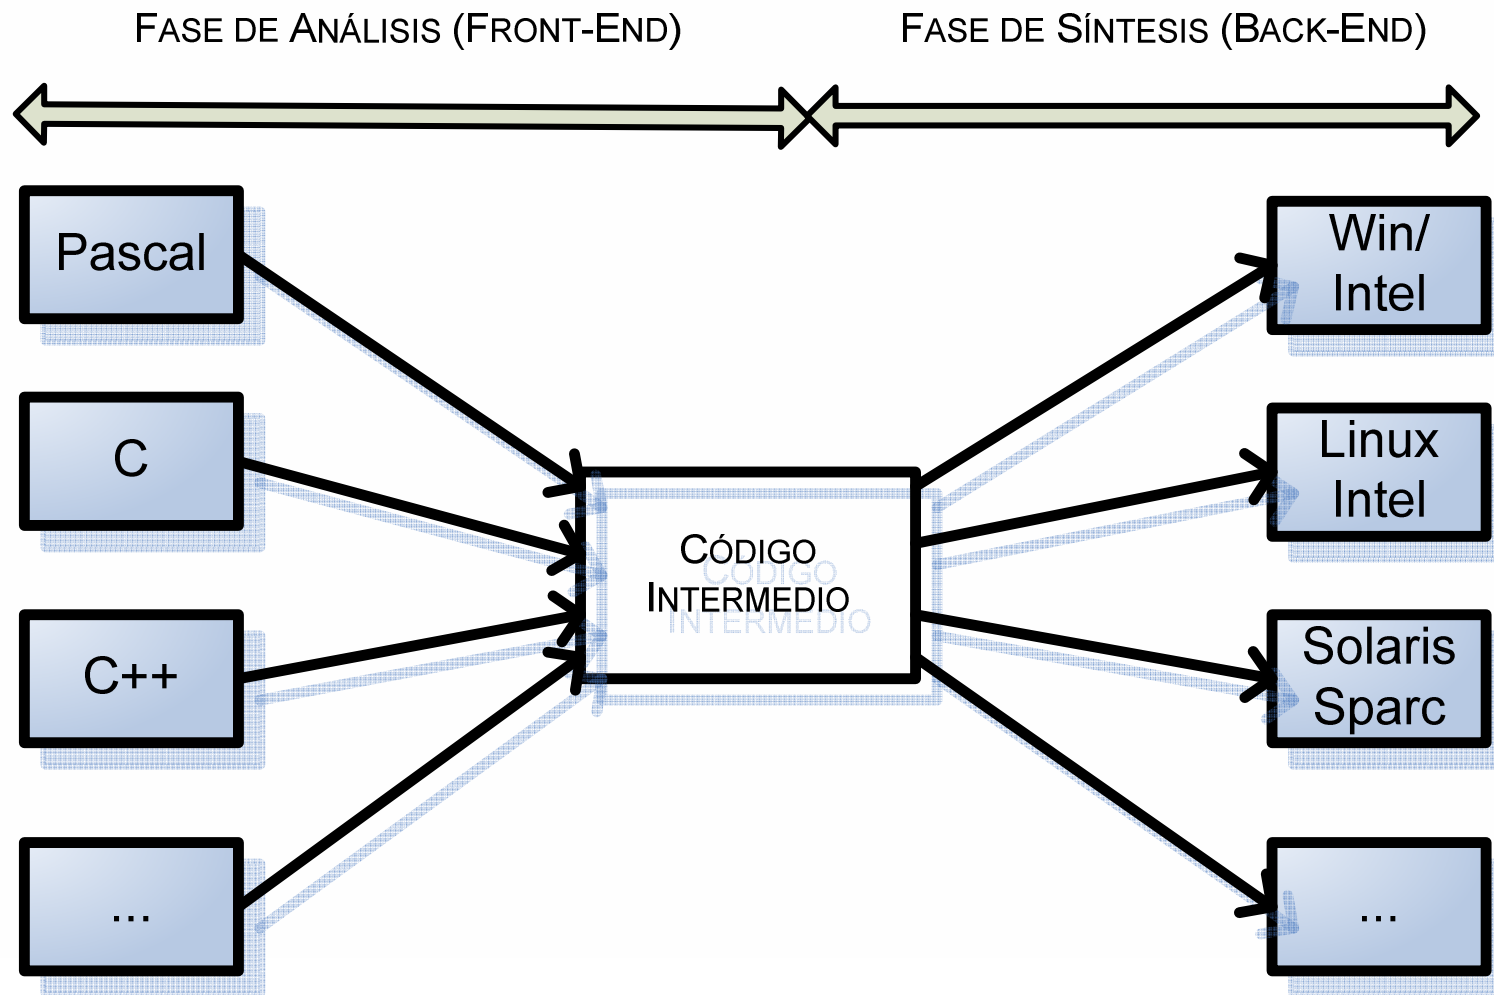 FASE DE ANÁLISIS (FRONT-END)
FASE DE SÍNTESIS (BACK-END)
Pascal
C
C++
...
CÓDIGO
INTERMEDIO
Win/
Intel
Linux
Intel
Solaris
Sparc
...